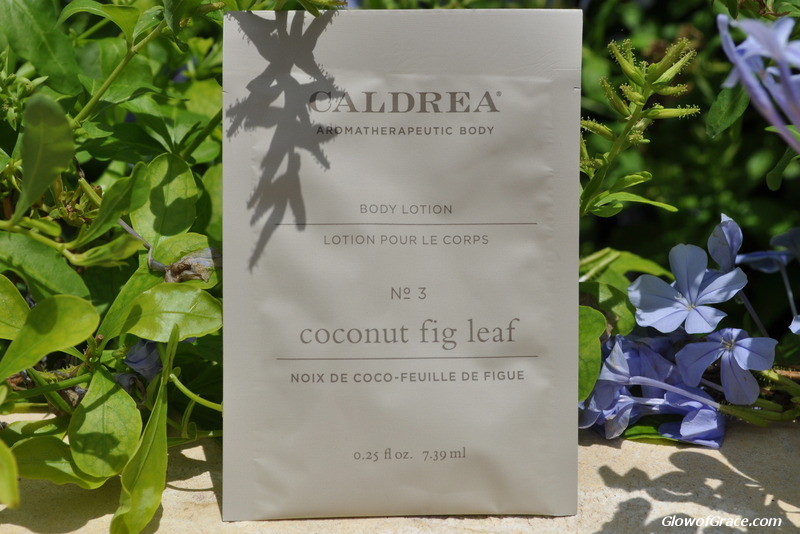 CALDREA®
AROMATHERAPEUTIC BODY
BODY LOTION
LOTION POUR LE CORPS
Nº 3
coconut fig leaf
NOIX DE COCO-FEUILLE DE FIGUE
0.25 fl oz. 7.39 ml
GlowofGrace.com